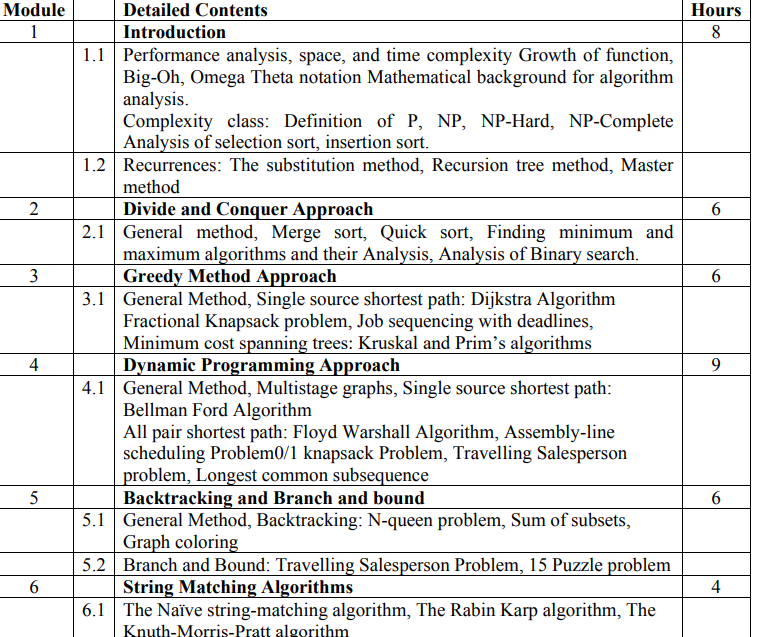 Module Detailed Contents Hours
1 Introduction 8
1.1 Performance analysis, space, and time complexity Growth of function,
Big-Oh, Omega Theta notation Mathematical background for algorithm
analysis.
Complexity class: Definition of P, NP, NP-Hard, NP-Complete
Analysis of selection sort, insertion sort.
1.2 Recurrences: The substitution method, Recursion tree method, Master
method
2 Divide and Conquer Approach 6
2.1 General method, Merge sort, Quick sort, Finding minimum and
maximum algorithms and their Analysis, Analysis of Binary search.
3 Greedy Method Approach 6
3.1 General Method, Single source shortest path: Dijkstra Algorithm
Fractional Knapsack problem, Job sequencing with deadlines,
Minimum cost spanning trees: Kruskal and Prim’s algorithms
4 Dynamic Programming Approach 9
4.1 General Method, Multistage graphs, Single source shortest path:
Bellman Ford Algorithm
All pair shortest path: Floyd Warshall Algorithm, Assembly-line
scheduling Problem0/1 knapsack Problem, Travelling Salesperson
problem, Longest common subsequence
5 Backtracking and Branch and bound 6
5.1 General Method, Backtracking: N-queen problem, Sum of subsets,
Graph coloring
5.2 Branch and Bound: Travelling Salesperson Problem, 15 Puzzle problem
6 String Matching Algorithms 4
6.1 The Naïve string-matching algorithm, The Rabin Karp algorithm, The
Knuth-Morris-Pratt algorithm